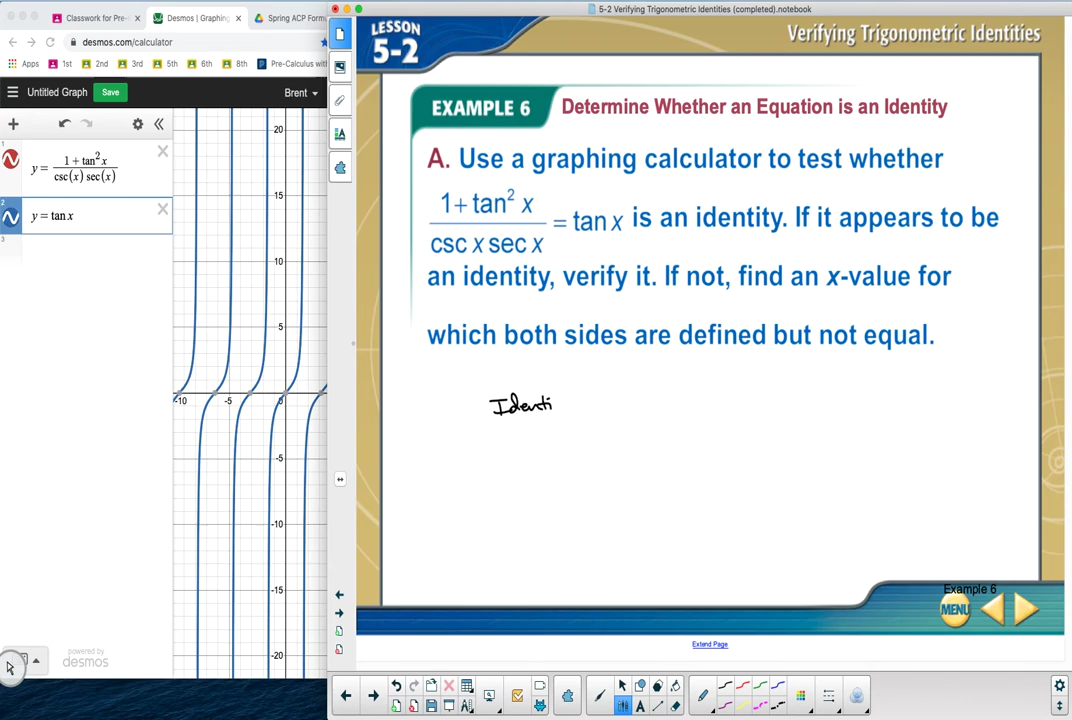 5-2 Verifying Trigonometric Identities (completed).notebook
Classwork for Pre-
Desmos | Graphing
Spring ACP Form
desmos.com/calculator
Apps 1st 2nd 3rd 5th 6th 8th Pre-Calculus with
Untitled Graph Save Brent
1
y = (1 + tan² x) / (csc(x) sec(x))
2
y = tan x
3
20
15
10
5
-10 -5 0
-5
-10
-15
-20
powered by
desmos
LESSON
5-2
Verifying Trigonometric Identities
EXAMPLE 6 Determine Whether an Equation is an Identity
A. Use a graphing calculator to test whether
(1 + tan² x) / (csc x sec x) = tan x is an identity. If it appears to be
an identity, verify it. If not, find an x-value for
which both sides are defined but not equal.
Identi
Example 6
MENU
Extend Page